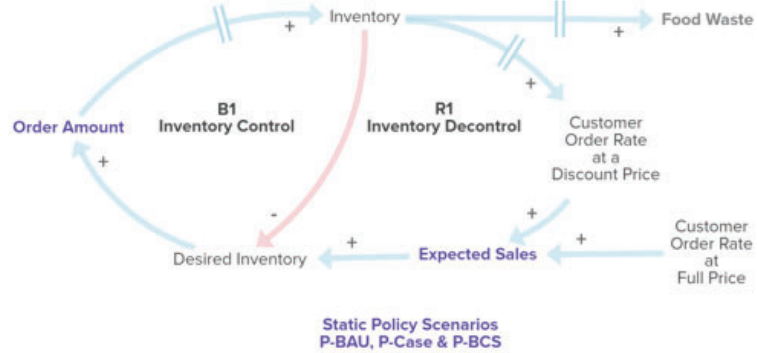 Inventory
Food Waste
+
+
+
B1
Inventory Control
R1
Inventory Decontrol
Order Amount
Customer
Order Rate
at a
Discount Price
+
-
+
+
+
Customer
Order Rate
at
Full Price
Desired Inventory
Expected Sales
Static Policy Scenarios
P-BAU, P-Case & P-BCS